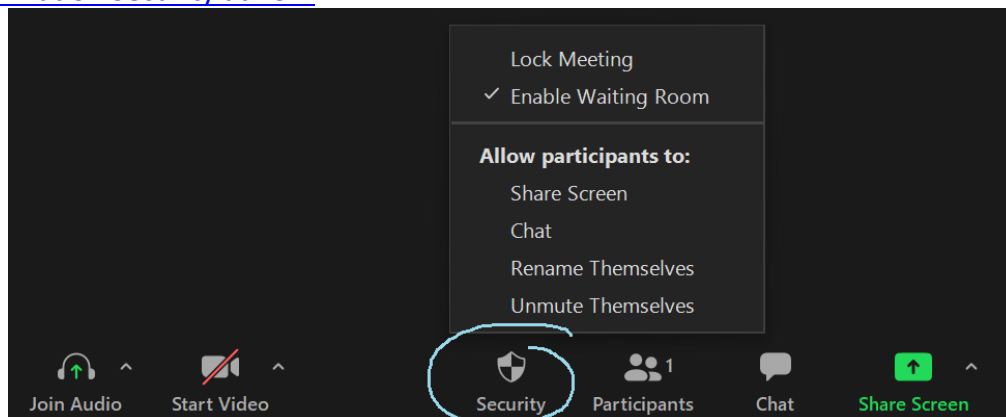 Lock Meeting
✓ Enable Waiting Room
Allow participants to:
Share Screen
Chat
Rename Themselves
Unmute Themselves
1
Join Audio Start Video Security Participants Chat Share Screen